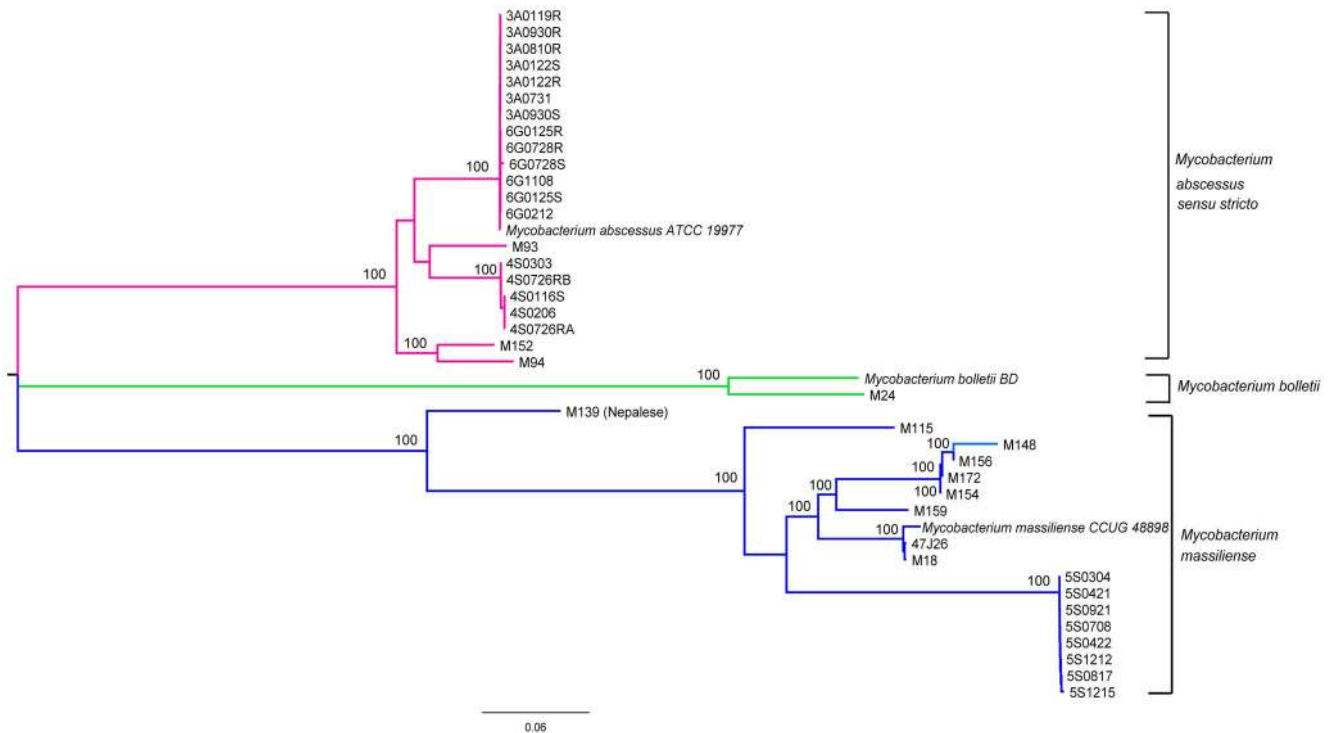 3A0119R
3A0930R
3A0810R
3A0122S
3A0122R
3A0731
3A0930S
6G0125R
6G0728R
100
6G0728S
6G1108
6G0125S
6G0212
Mycobacterium abscessus ATCC 19977
M93
100
4S0303
100
4S0726RB
4S0116S
4S0206
4S0726RA
100
M152
M94
Mycobacterium
abscessus
sensu stricto
100
Mycobacterium bolletii BD
M24
Mycobacterium bolletii
M139 (Nepalese)
100
M115
100
M148
M156
100
100
M172
100
M154
100
M159
100
Mycobacterium massiliense CCUG 48898
100
47J26
M18
100
5S0304
5S0421
5S0921
5S0708
5S0422
5S1212
5S0817
5S1215
Mycobacterium
massiliense
0.06